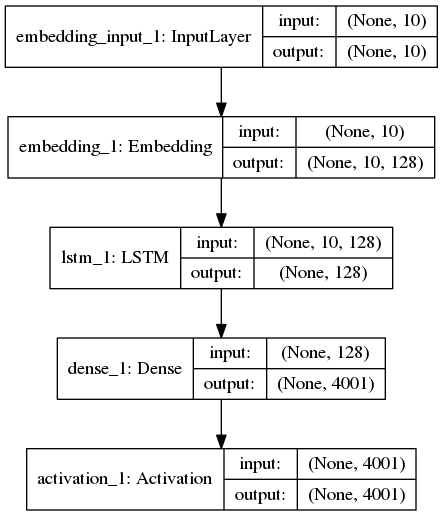 embedding_input_1: InputLayer
input: (None, 10)
output: (None, 10)
embedding_1: Embedding
input: (None, 10)
output: (None, 10, 128)
lstm_1: LSTM
input: (None, 10, 128)
output: (None, 128)
dense_1: Dense
input: (None, 128)
output: (None, 4001)
activation_1: Activation
input: (None, 4001)
output: (None, 4001)